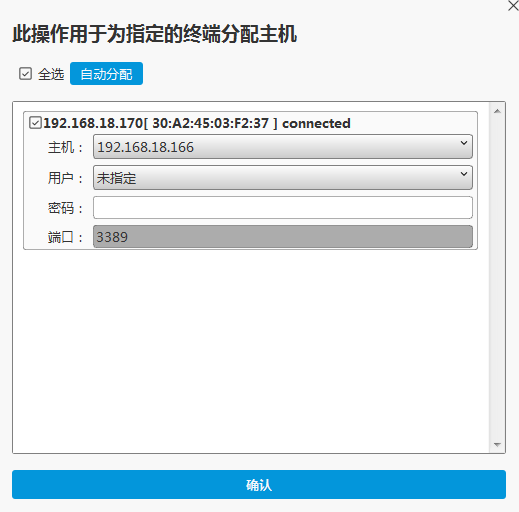 此操作用于为指定的终端分配主机
全选 自动分配
192.168.18.170[ 30:A2:45:03:F2:37 ] connected
主机： 192.168.18.166
用户： 未指定
密码：
端口： 3389
确认